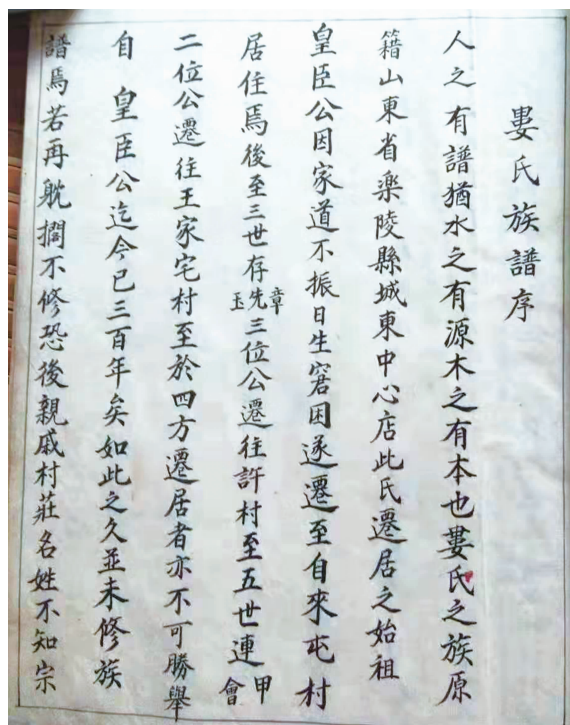 婁氏族譜序
人之有譜猶水之有源木之有本也婁氏之族原
籍山東省樂陵縣城東中心店此氏遷居之始祖
皇臣公因家道不振日生窘困遂遷至自來屯村
居住焉後至三世存先章玉三位公遷往許村至五世連甲會
二位公遷往王家宅村至於四方遷居者亦不可勝舉
自 皇臣公迄今已三百年矣如此之久並未修族
譜焉若再躭擱不修恐後親戚村莊名姓不知宗